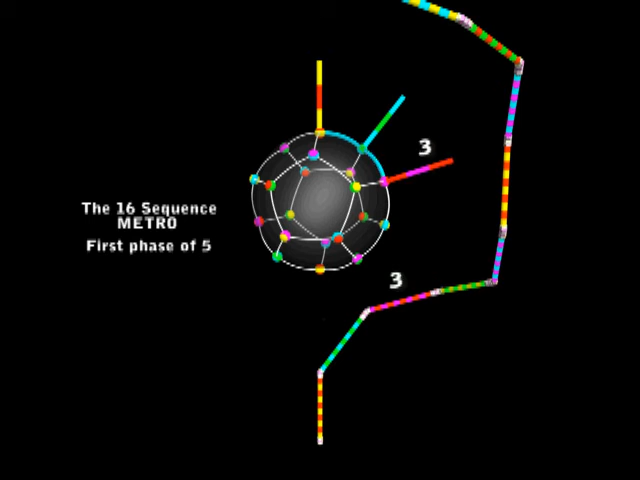 3
The 16 Sequence
METRO
First phase of 5
3